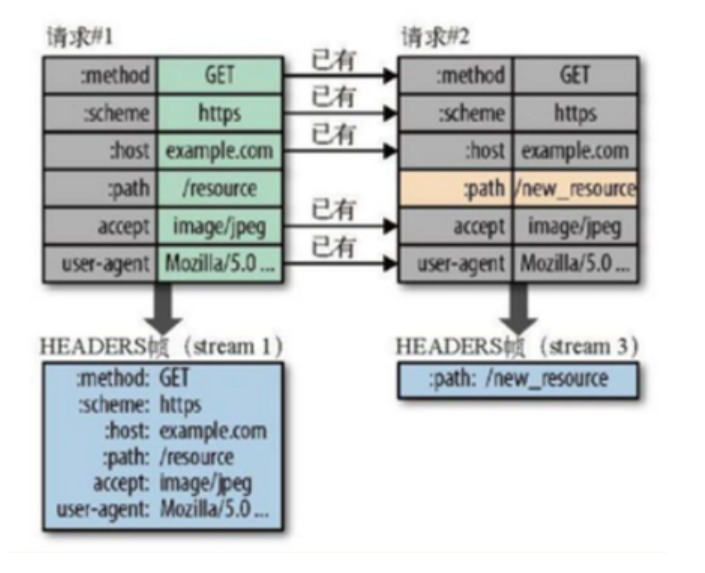 请求#1
:method GET
:scheme https
:host example.com
:path /resource
accept image/jpeg
user-agent Mozilla/5.0 ...
已有
已有
已有
已有
已有
请求#2
:method GET
:scheme https
:host example.com
:path /new_resource
accept image/jpeg
user-agent Mozilla/5.0 ...
HEADERS帧 (stream 1)
:method: GET
:scheme: https
:host: example.com
:path: /resource
accept: image/jpeg
user-agent: Mozilla/5.0 ...
HEADERS帧 (stream 3)
:path: /new_resource